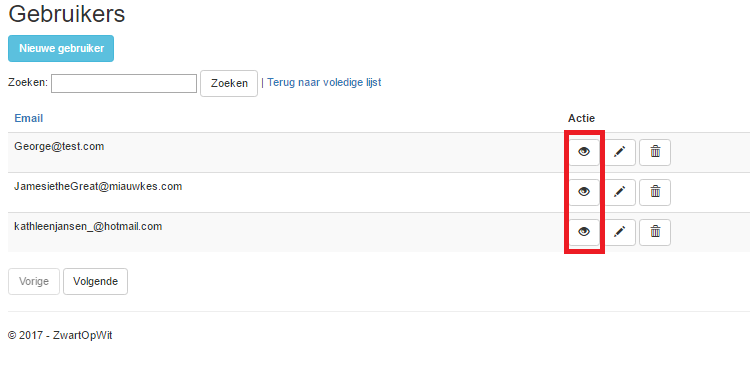 Gebruikers
Nieuwe gebruiker
Zoeken: Zoeken | Terug naar voledige lijst
Email Actie
George@test.com
JamesietheGreat@miauwkes.com
kathleenjansen_@hotmail.com
Vorige Volgende
© 2017 - ZwartOpWit